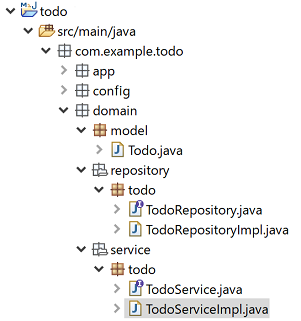 todo
src/main/java
com.example.todo
app
config
domain
model
Todo.java
repository
todo
TodoRepository.java
TodoRepositoryImpl.java
service
todo
TodoService.java
TodoServiceImpl.java